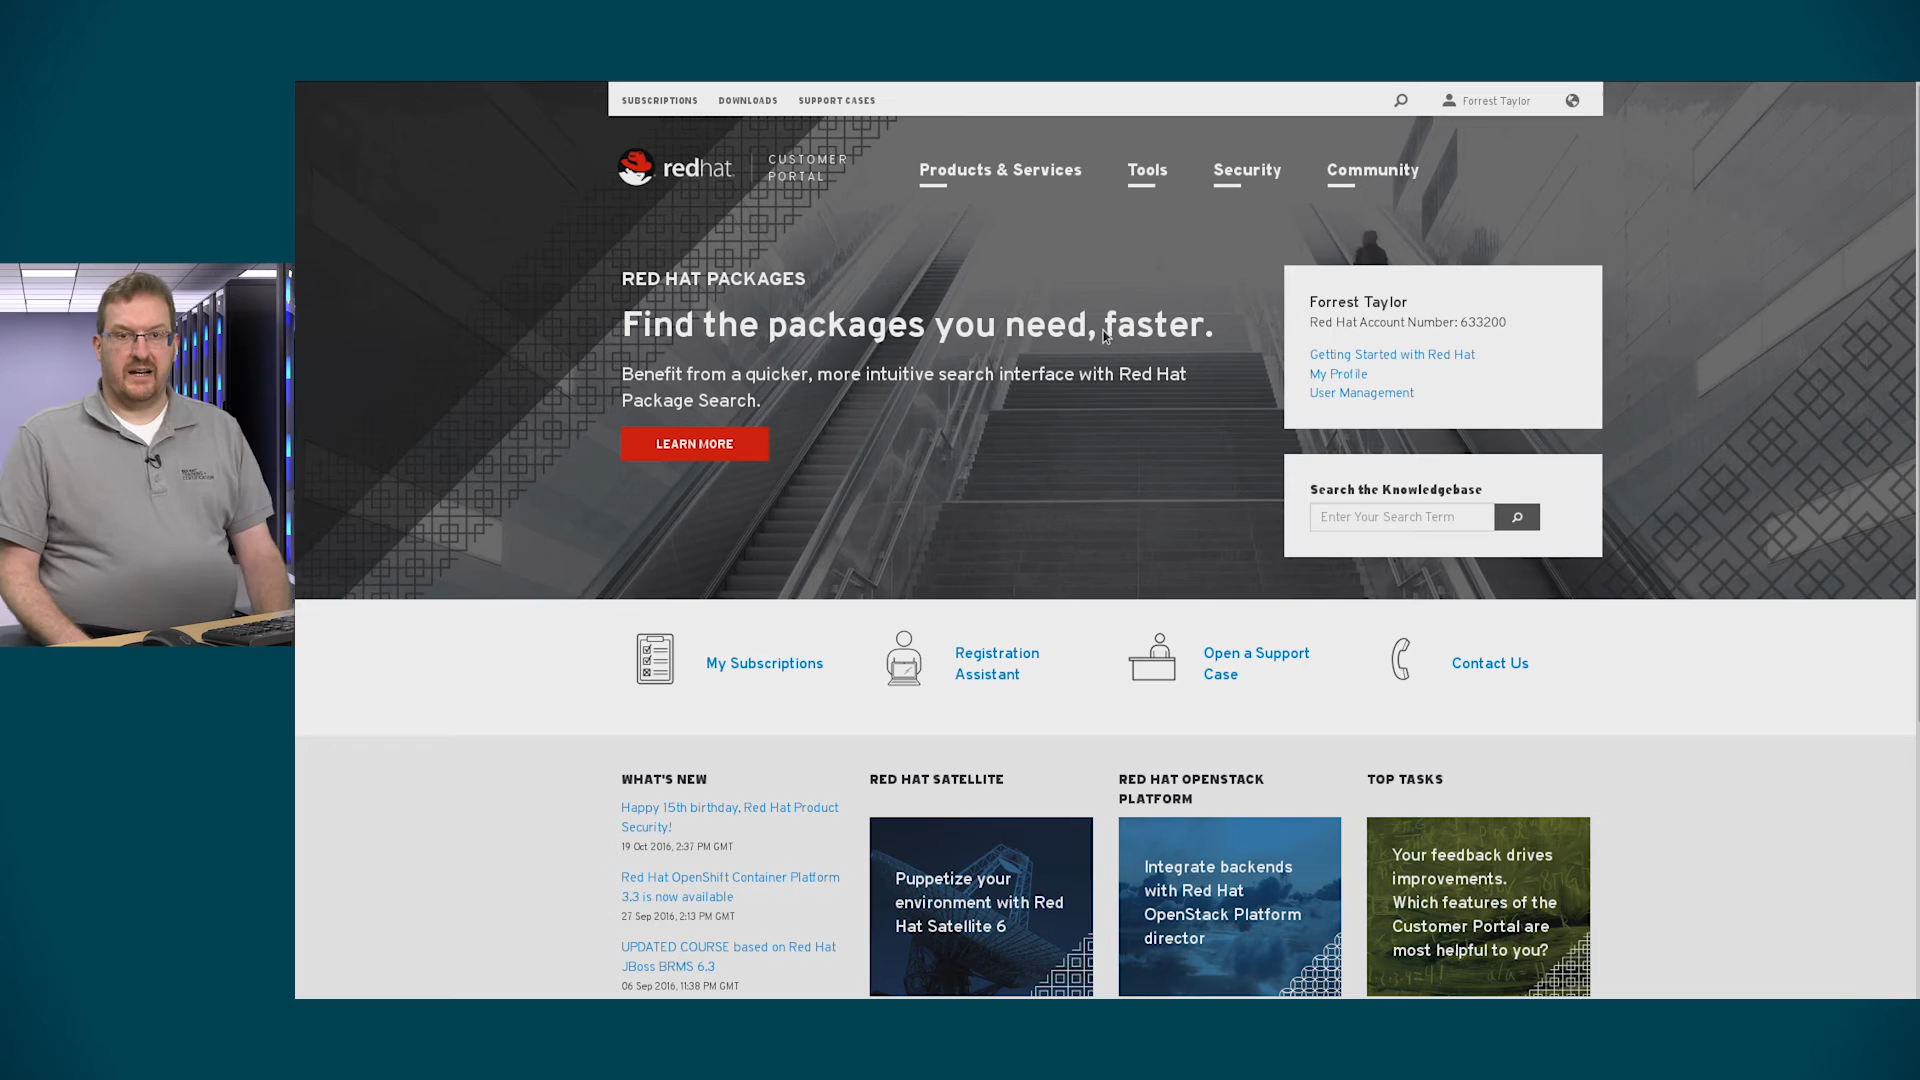 SUBSCRIPTIONS DOWNLOADS SUPPORT CASES Forrest Taylor
redhat. CUSTOMER PORTAL
Products & Services Tools Security Community
RED HAT PACKAGES
Find the packages you need, faster.
Benefit from a quicker, more intuitive search interface with Red Hat
Package Search.
LEARN MORE
Forrest Taylor
Red Hat Account Number: 633200
Getting Started with Red Hat
My Profile
User Management
Search the Knowledgebase
Enter Your Search Term
My Subscriptions
Registration
Assistant
Open a Support
Case
Contact Us
WHAT'S NEW
Happy 15th birthday, Red Hat Product
Security!
19 Oct 2016, 2:37 PM GMT
Red Hat OpenShift Container Platform
3.3 is now available
27 Sep 2016, 2:13 PM GMT
UPDATED COURSE based on Red Hat
JBoss BRMS 6.3
06 Sep 2016, 11:38 PM GMT
RED HAT SATELLITE
Puppetize your
environment with Red
Hat Satellite 6
RED HAT OPENSTACK
PLATFORM
Integrate backends
with Red Hat
OpenStack Platform
director
TOP TASKS
Your feedback drives
improvements.
Which features of the
Customer Portal are
most helpful to you?